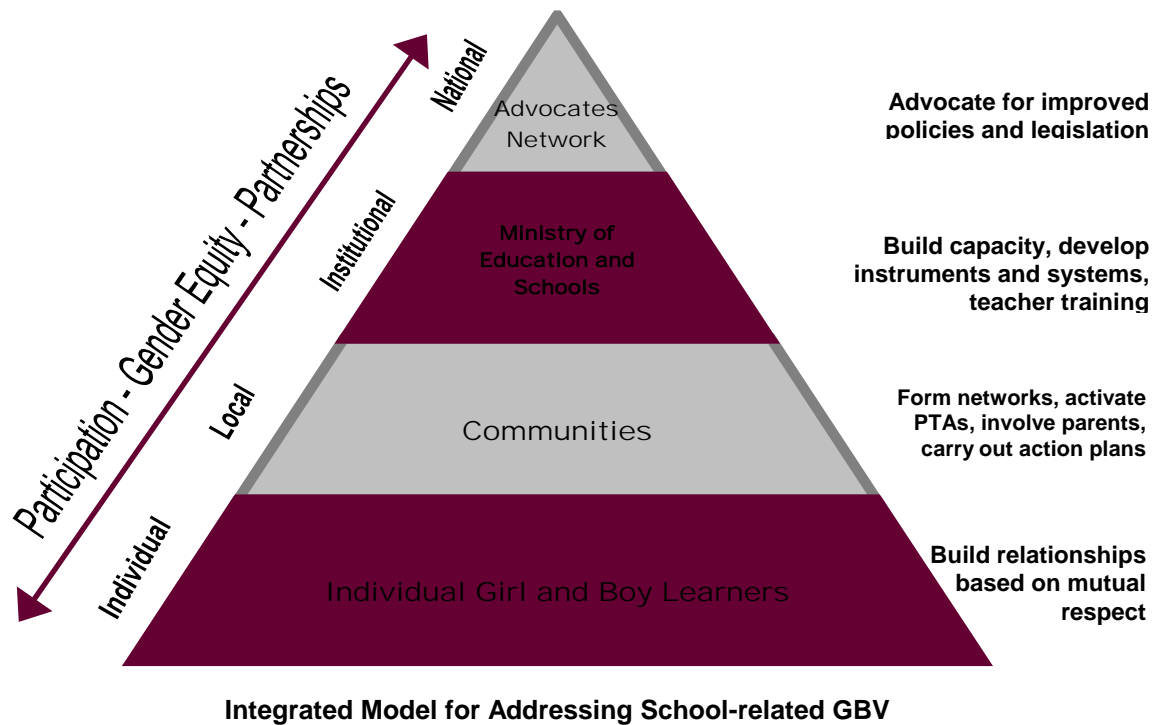 Participation - Gender Equity - Partnerships
National
Advocates
Network
Advocate for improved
policies and legislation
Institutional
Ministry of
Education and
Schools
Build capacity, develop
instruments and systems,
teacher training
Local
Communities
Form networks, activate
PTAs, involve parents,
carry out action plans
Individual
Individual Girl and Boy Learners
Build relationships
based on mutual
respect
Integrated Model for Addressing School-related GBV